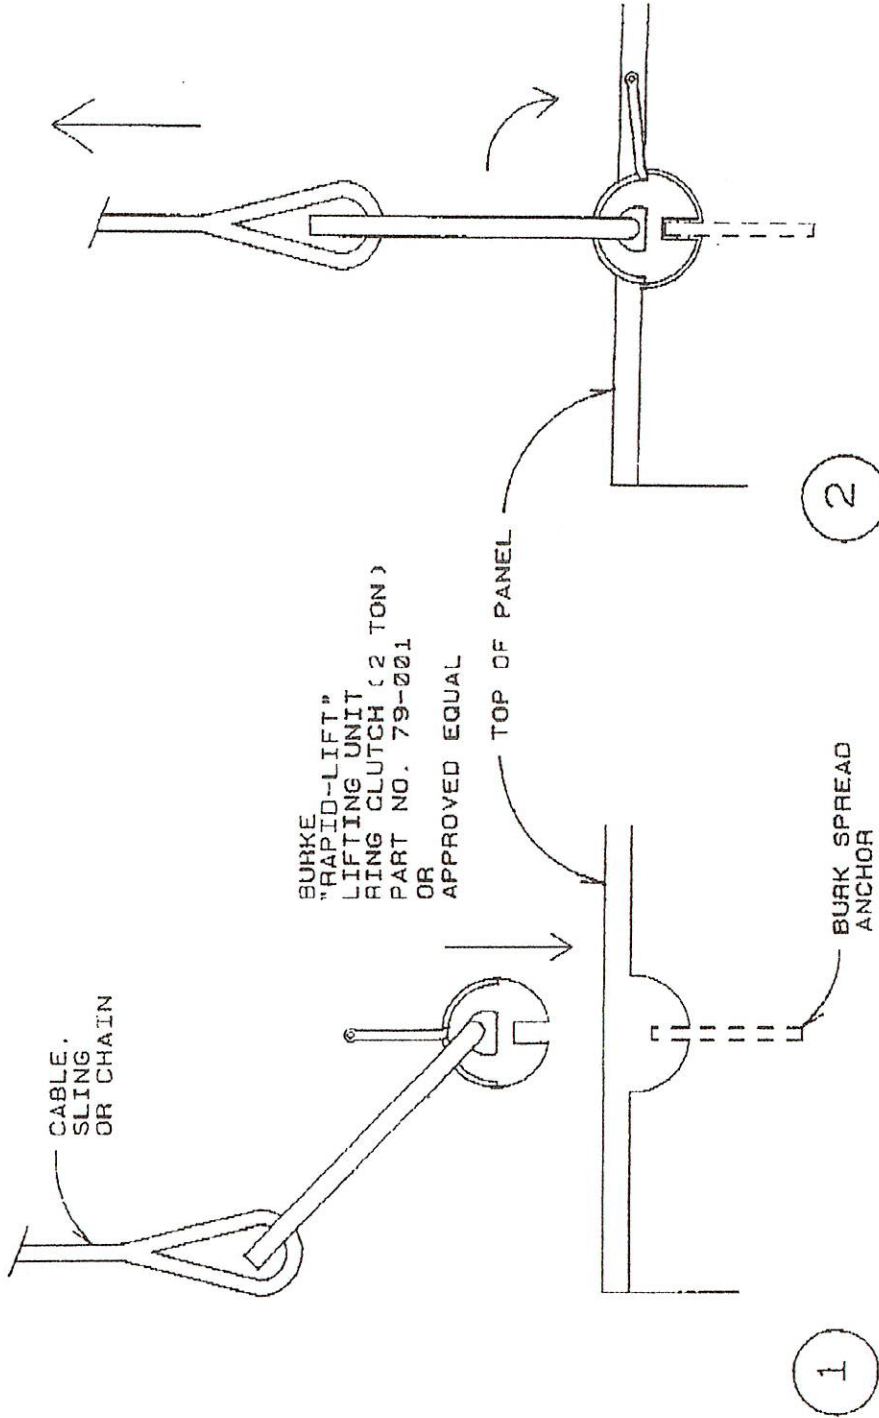 CABLE,
SLING
OR CHAIN
BURKE
"RAPID-LIFT"
LIFTING UNIT
RING CLUTCH (2 TON)
PART NO. 79-001
OR
APPROVED EQUAL
TOP OF PANEL
BURK SPREAD
ANCHOR
1
2